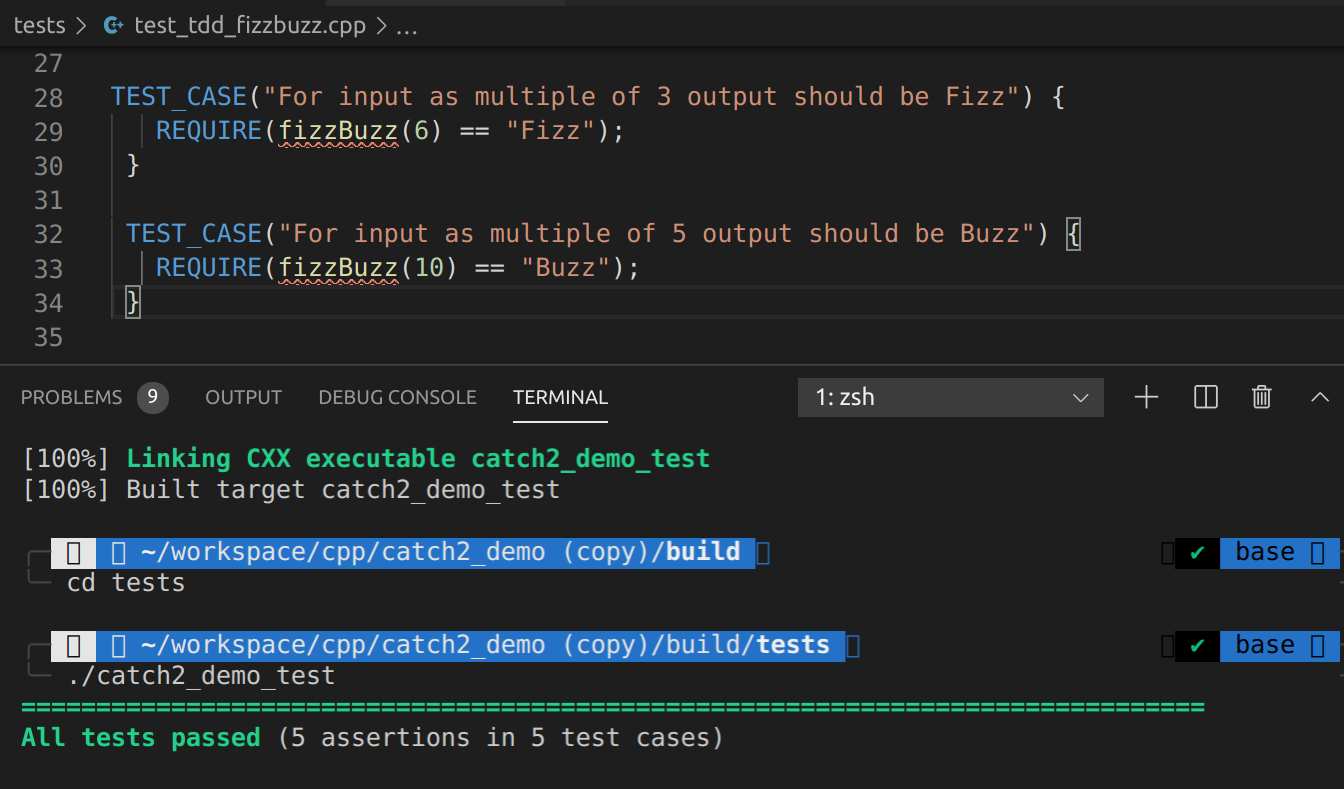 tests > test_tdd_fizzbuzz.cpp > ...
27
28 TEST_CASE("For input as multiple of 3 output should be Fizz") {
29 REQUIRE(fizzBuzz(6) == "Fizz");
30 }
31
32 TEST_CASE("For input as multiple of 5 output should be Buzz") {
33 REQUIRE(fizzBuzz(10) == "Buzz");
34 }
35
PROBLEMS 9 OUTPUT DEBUG CONSOLE TERMINAL 1: zsh
[100%] Linking CXX executable catch2_demo_test
[100%] Built target catch2_demo_test
~/workspace/cpp/catch2_demo (copy)/build ✔ base
cd tests
~/workspace/cpp/catch2_demo (copy)/build/tests ✔ base
./catch2_demo_test
===============================================================================
All tests passed (5 assertions in 5 test cases)